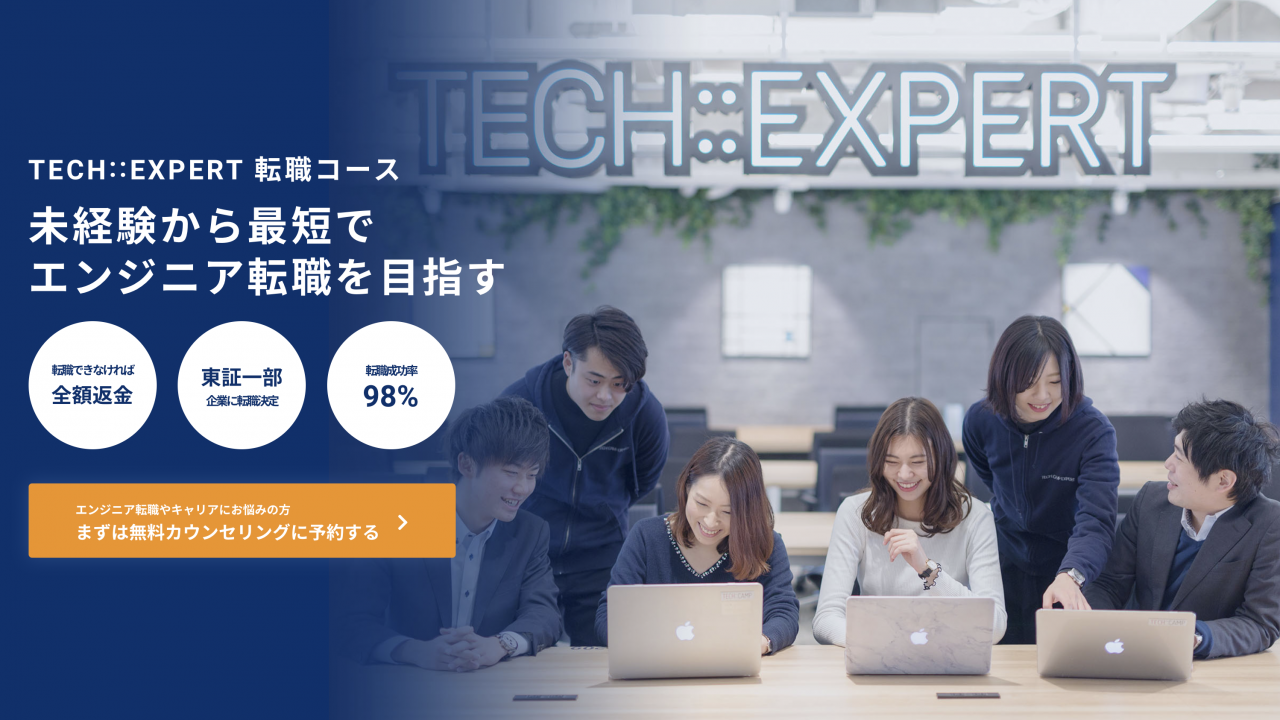 TECH::EXPERT
TECH::EXPERT 転職コース
未経験から最短で
エンジニア転職を目指す
転職できなければ
全額返金
東証一部
企業に転職決定
転職成功率
98%
エンジニア転職やキャリアにお悩みの方
まずは無料カウンセリングに予約する